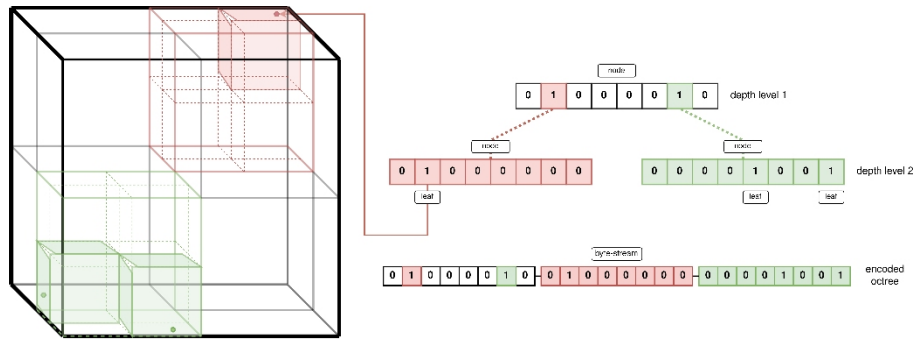 node
0 1 0 0 0 0 1 0 depth level 1
node node
0 1 0 0 0 0 0 0 0 0 0 0 1 0 0 1 depth level 2
leaf leaf leaf
byte-stream
0 1 0 0 0 0 1 0 0 1 0 0 0 0 0 0 0 0 0 0 1 0 0 1 encoded
octree